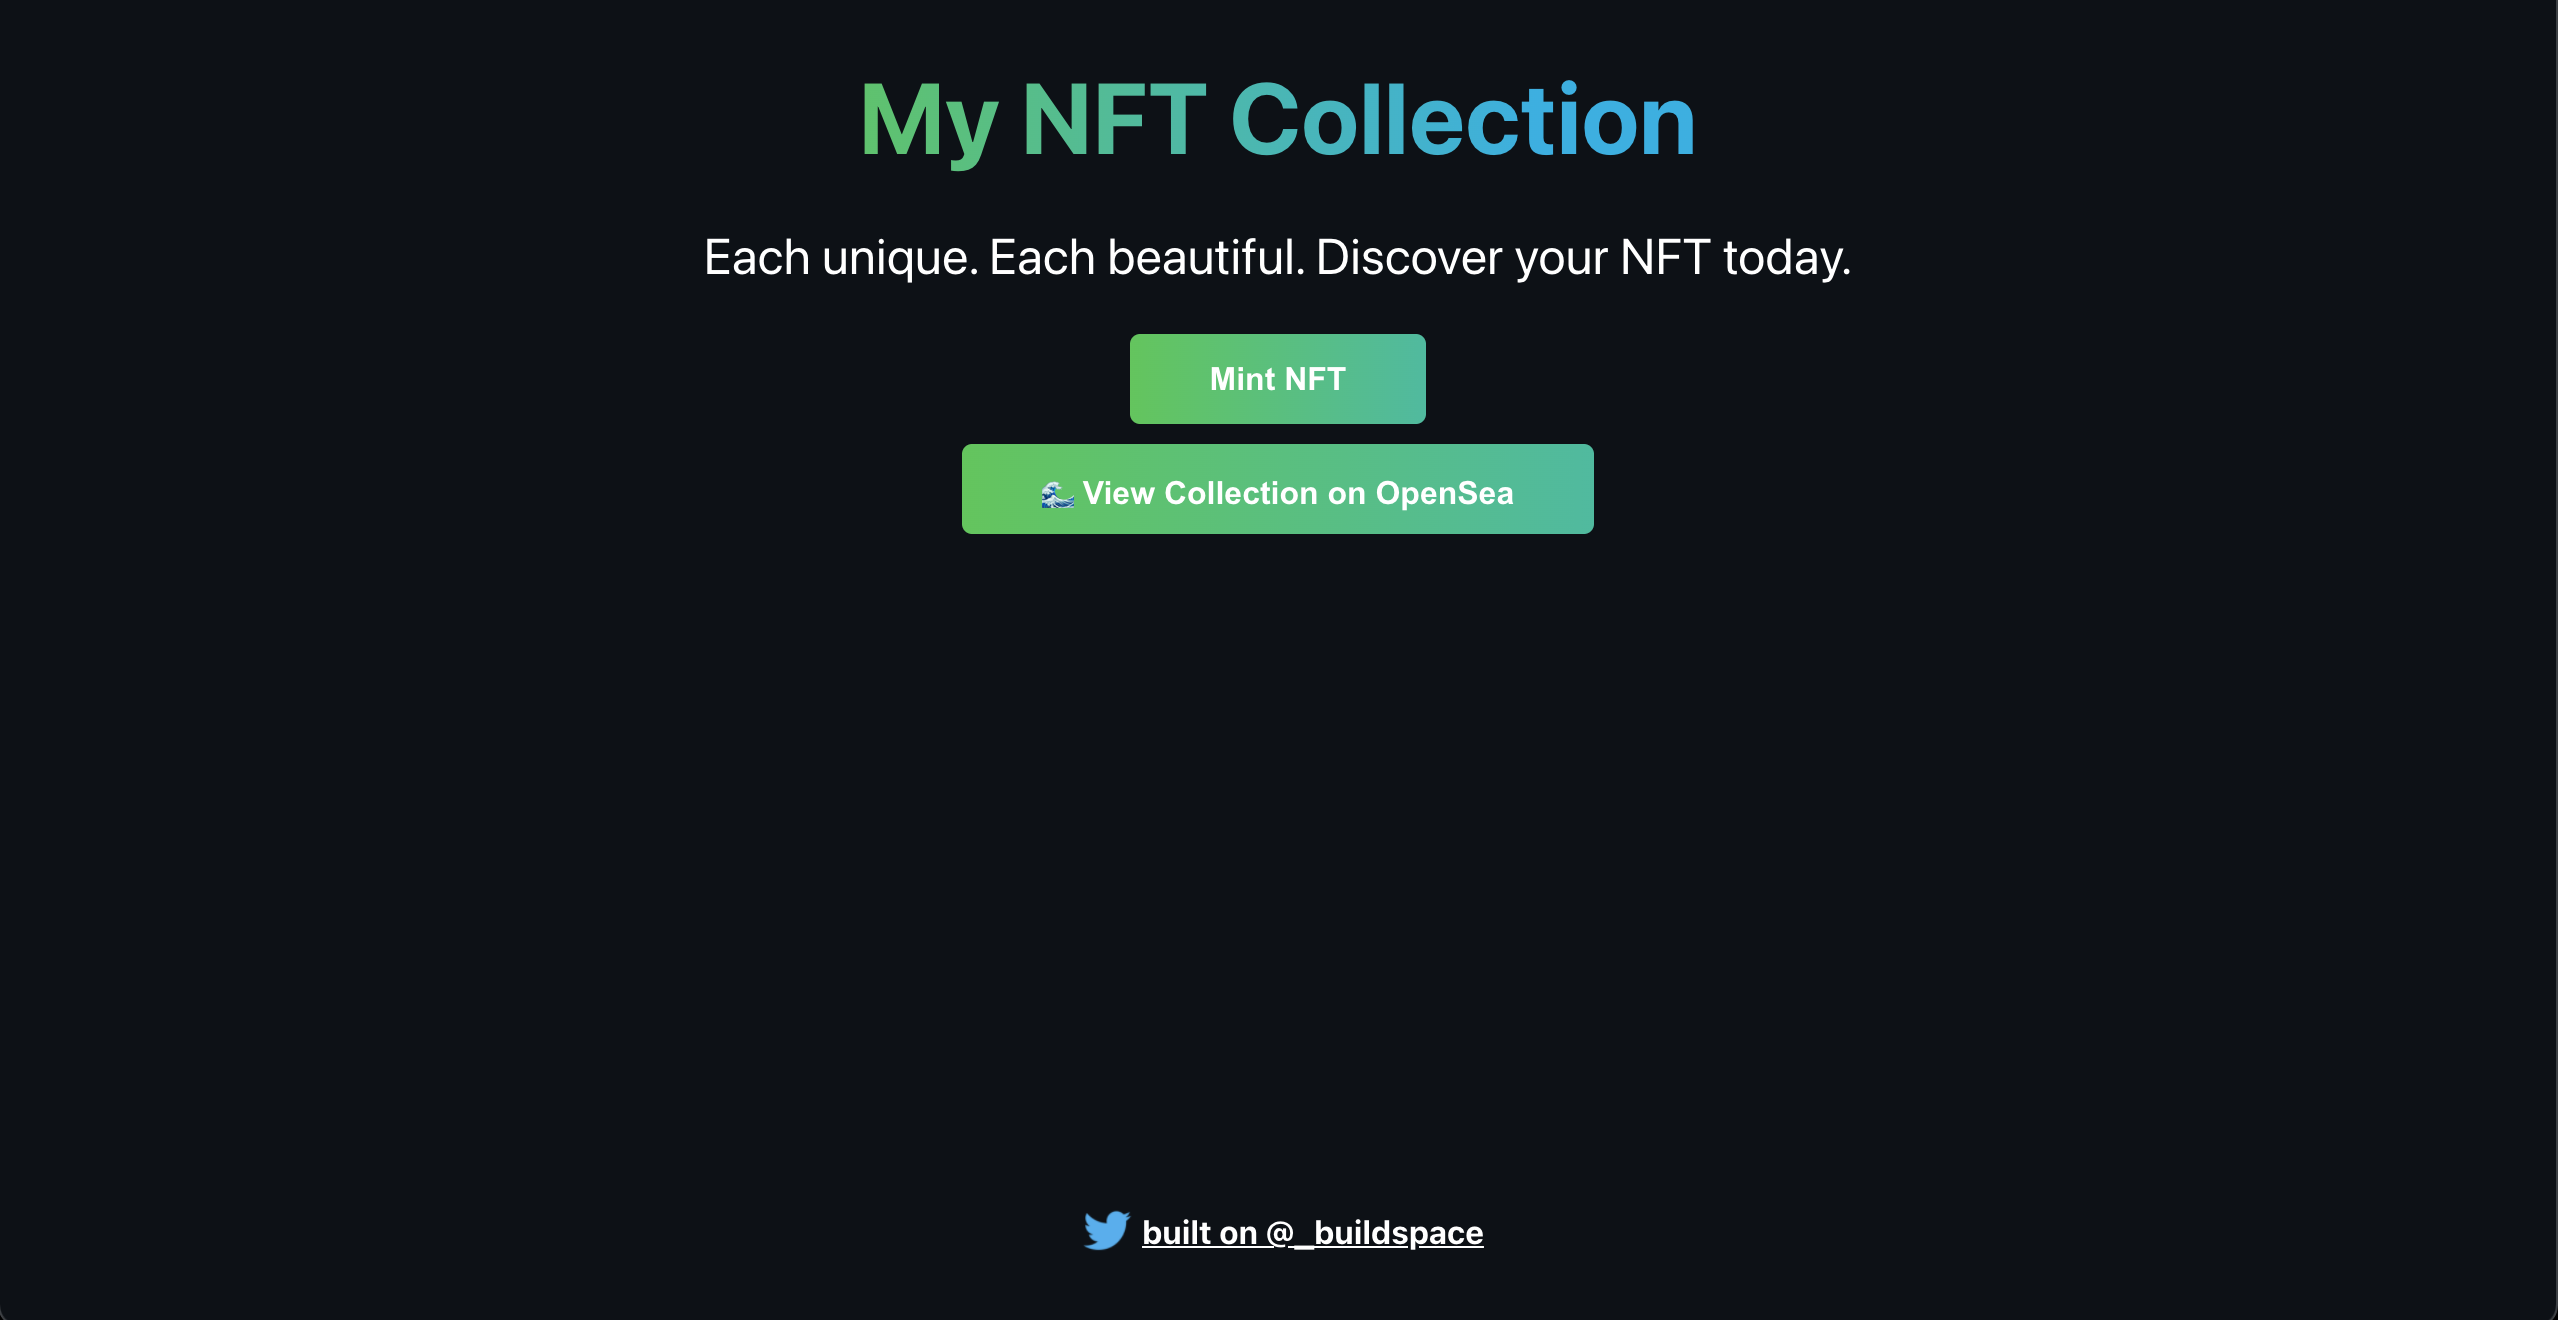 My NFT Collection
Each unique. Each beautiful. Discover your NFT today.
Mint NFT
🌊 View Collection on OpenSea
built on @_buildspace